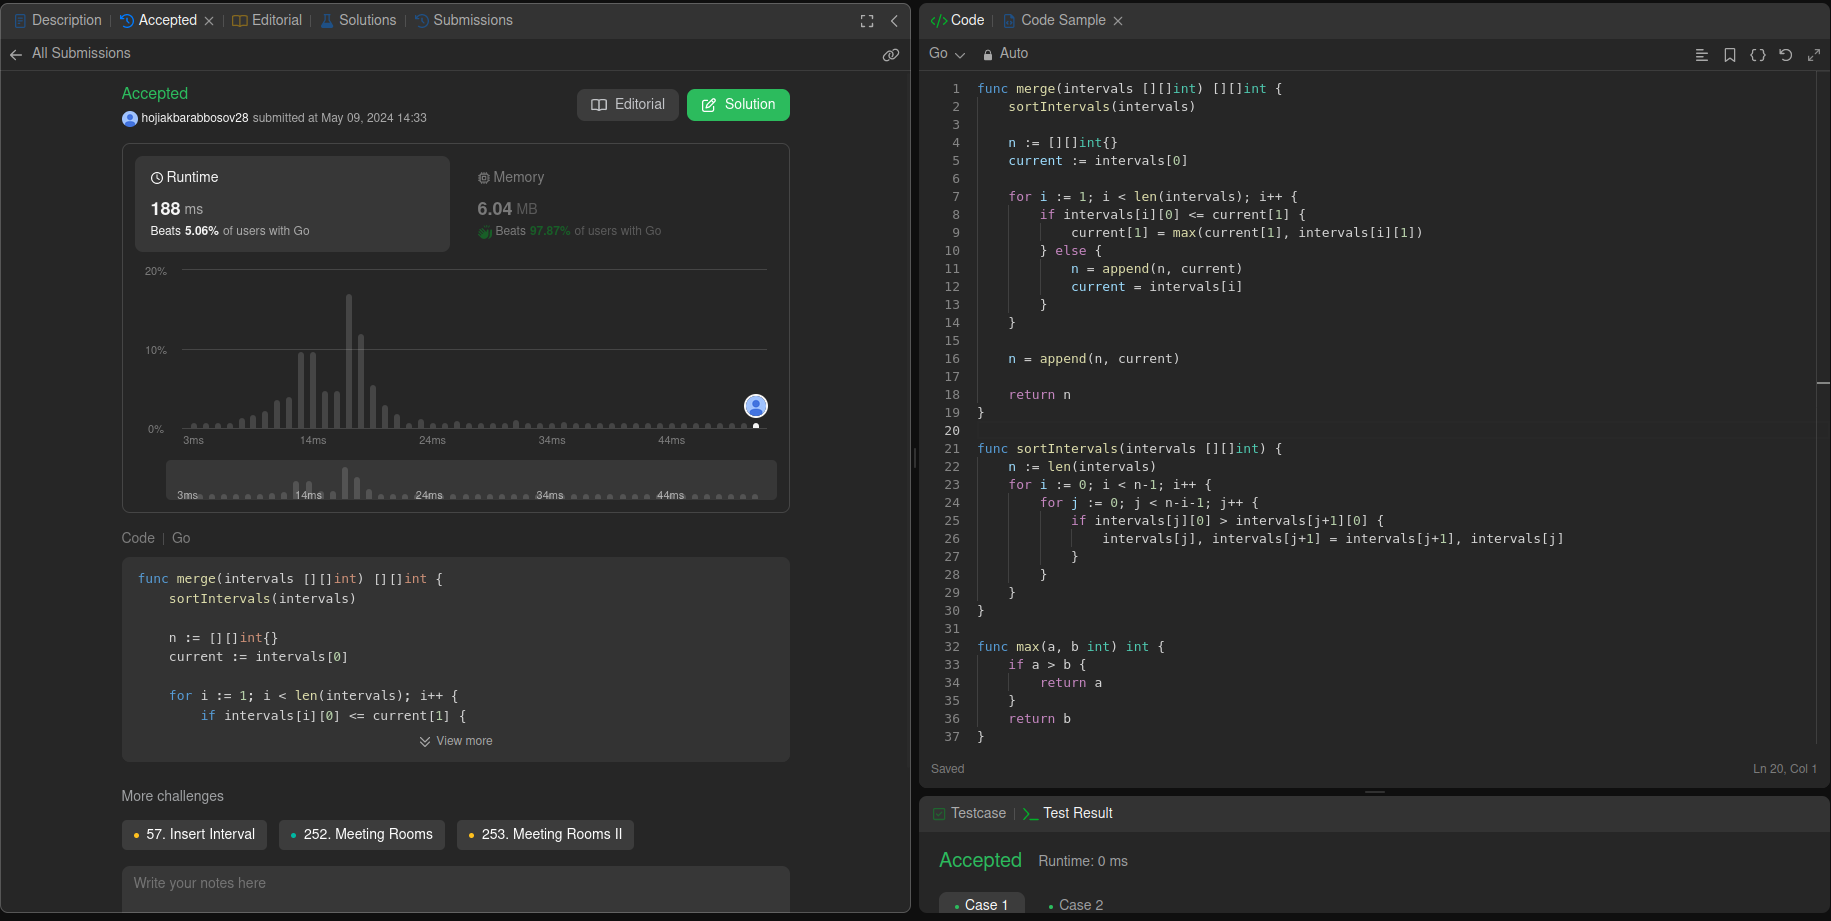 Description | Accepted × | Editorial | Solutions | Submissions
All Submissions
Accepted
hojiakbarabbosov28 submitted at May 09, 2024 14:33
Editorial
Solution
Runtime
188 ms
Beats 5.06% of users with Go
Memory
6.04 MB
Beats 97.87% of users with Go
20%
10%
0%
3ms 14ms 24ms 34ms 44ms
3ms 14ms 24ms 34ms 44ms
Code | Go
func merge(intervals [][]int) [][]int {
    sortIntervals(intervals)
    n := [][]int{}
    current := intervals[0]
    for i := 1; i < len(intervals); i++ {
        if intervals[i][0] <= current[1] {
View more
More challenges
57. Insert Interval
252. Meeting Rooms
253. Meeting Rooms II
Write your notes here
</> Code | Code Sample ×
Go Auto
1 func merge(intervals [][]int) [][]int {
2     sortIntervals(intervals)
3
4     n := [][]int{}
5     current := intervals[0]
6
7     for i := 1; i < len(intervals); i++ {
8         if intervals[i][0] <= current[1] {
9             current[1] = max(current[1], intervals[i][1])
10         } else {
11             n = append(n, current)
12             current = intervals[i]
13         }
14     }
15
16     n = append(n, current)
17
18     return n
19 }
20
21 func sortIntervals(intervals [][]int) {
22     n := len(intervals)
23     for i := 0; i < n-1; i++ {
24         for j := 0; j < n-i-1; j++ {
25             if intervals[j][0] > intervals[j+1][0] {
26                 intervals[j], intervals[j+1] = intervals[j+1], intervals[j]
27             }
28         }
29     }
30 }
31
32 func max(a, b int) int {
33     if a > b {
34         return a
35     }
36     return b
37 }
Saved
Ln 20, Col 1
Testcase | >_ Test Result
Accepted Runtime: 0 ms
Case 1
Case 2